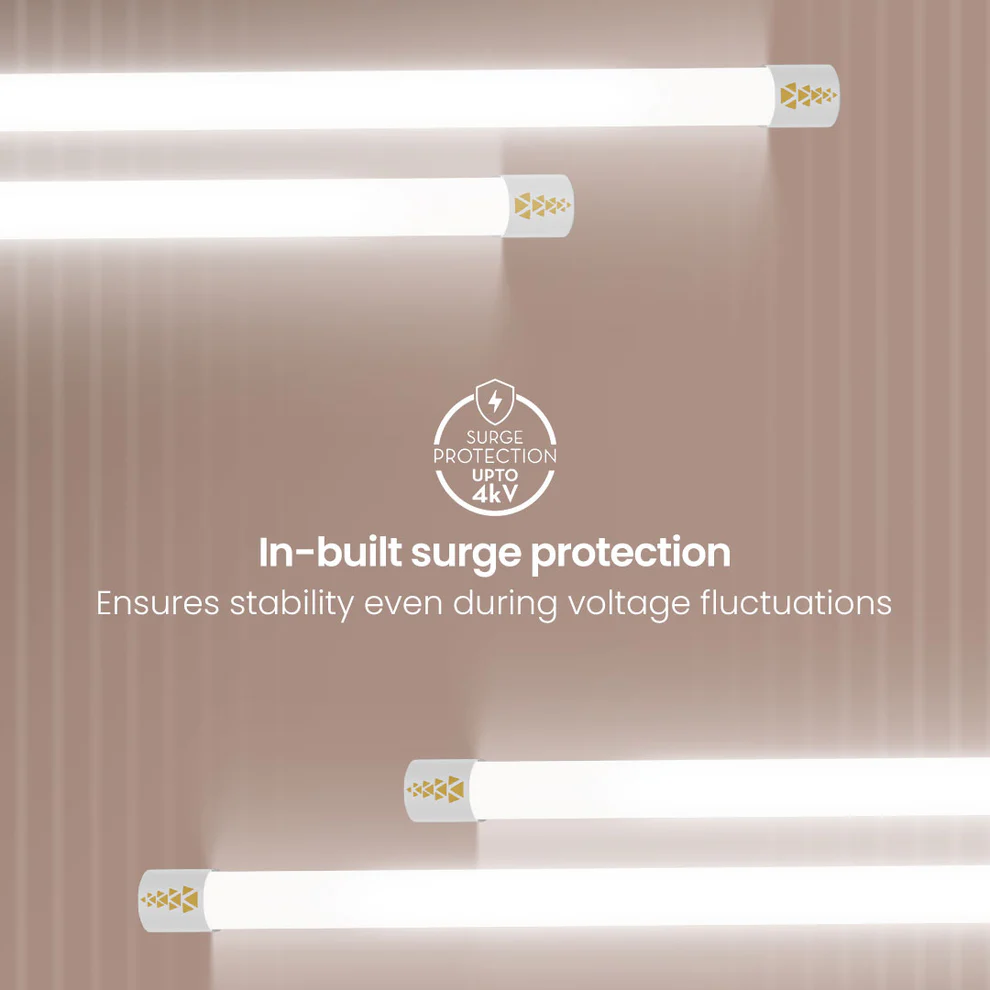 SURGE
PROTECTION
UPTO
4kV
In-built surge protection
Ensures stability even during voltage fluctuations